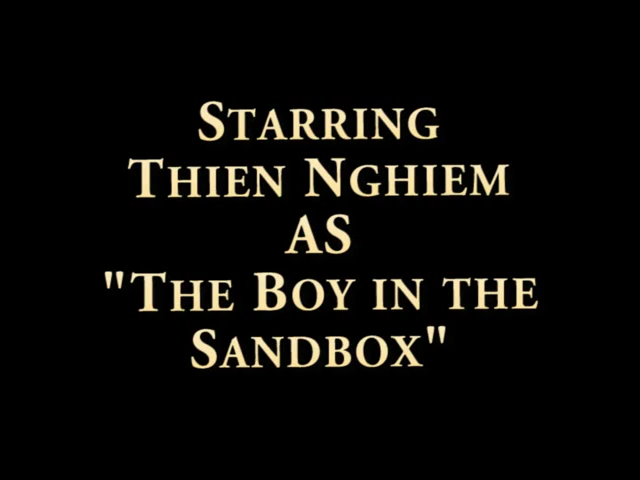 Starring
Thien Nghiem
AS
"The Boy in the
Sandbox"